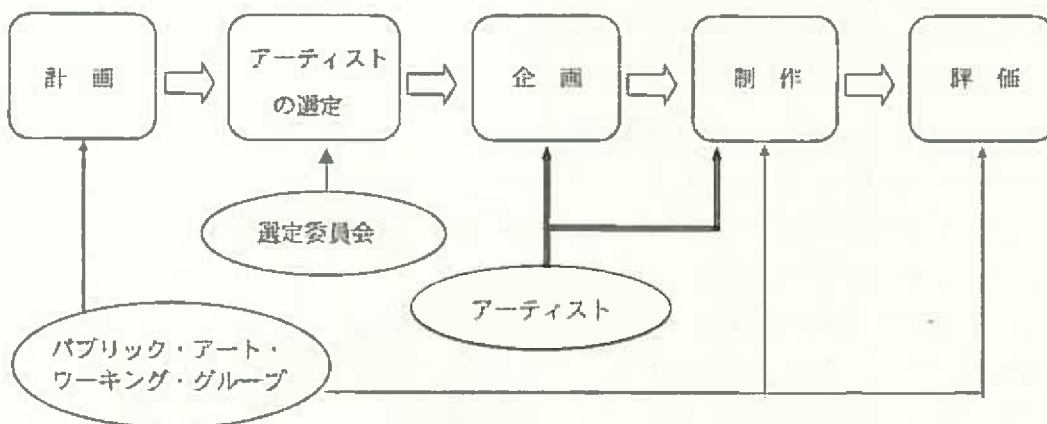 計画
アーティスト
の選定
企画
制作
評価
選定委員会
アーティスト
パブリック・アート・
ワーキング・グループ